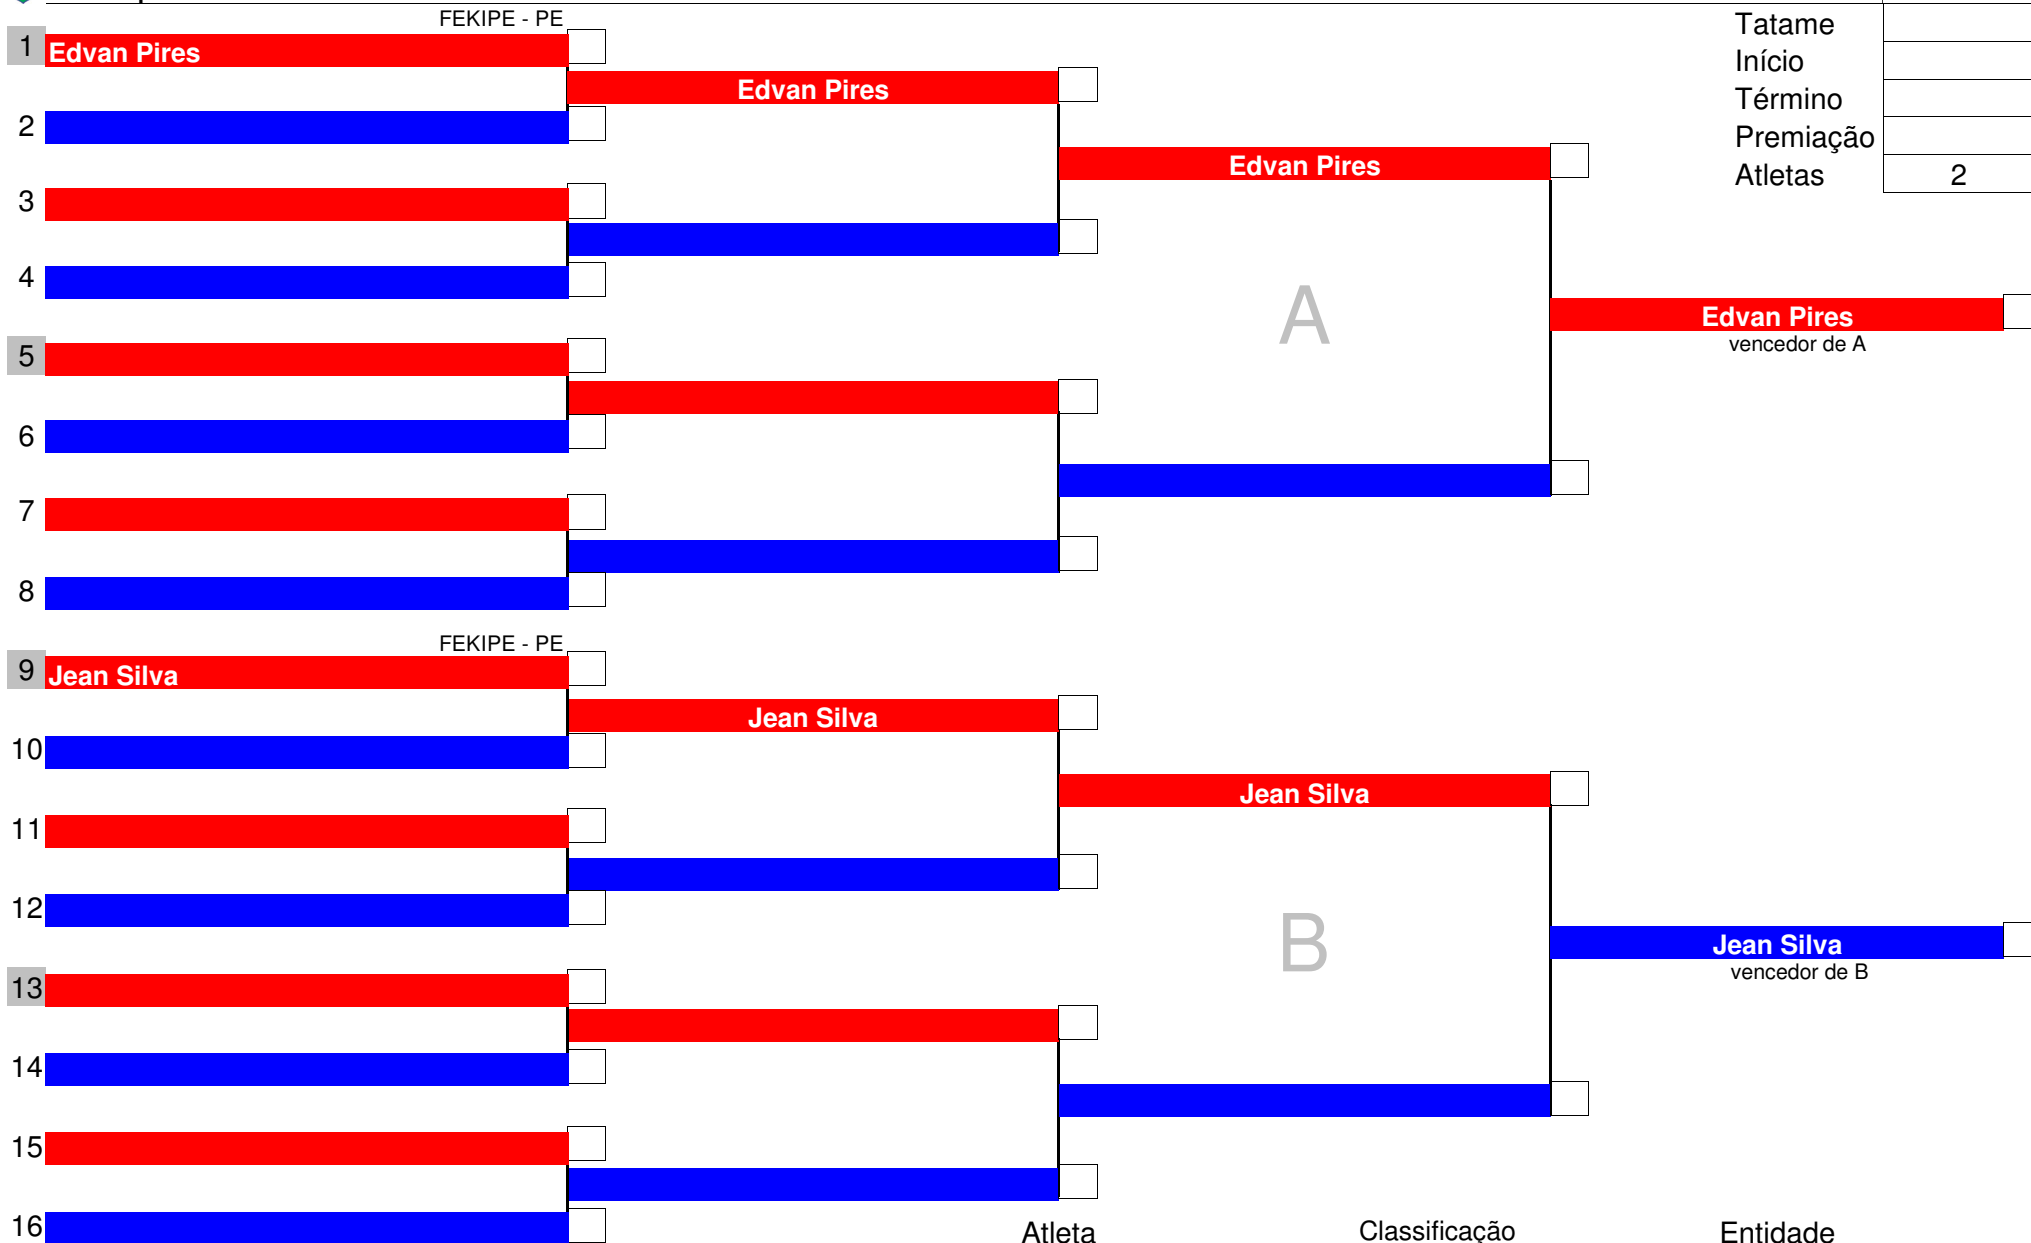 FEKIPE - PE
Tatame
1 Edvan Pires
Início
Edvan Pires
Término
2
Premiação
Edvan Pires
Atletas 2
3
4
A
Edvan Pires
vencedor de A
5
6
7
8
FEKIPE - PE
9 Jean Silva
Jean Silva
10
Jean Silva
11
12
B
Jean Silva
vencedor de B
13
14
15
16
Atleta Classificação Entidade